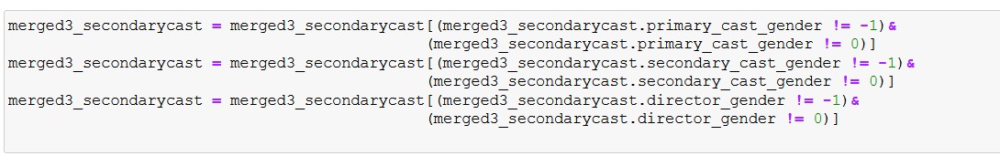 merged3_secondarycast = merged3_secondarycast[(merged3_secondarycast.primary_cast_gender != -1)&
(merged3_secondarycast.primary_cast_gender != 0)]
merged3_secondarycast = merged3_secondarycast[(merged3_secondarycast.secondary_cast_gender != -1)&
(merged3_secondarycast.secondary_cast_gender != 0)]
merged3_secondarycast = merged3_secondarycast[(merged3_secondarycast.director_gender != -1)&
(merged3_secondarycast.director_gender != 0)]